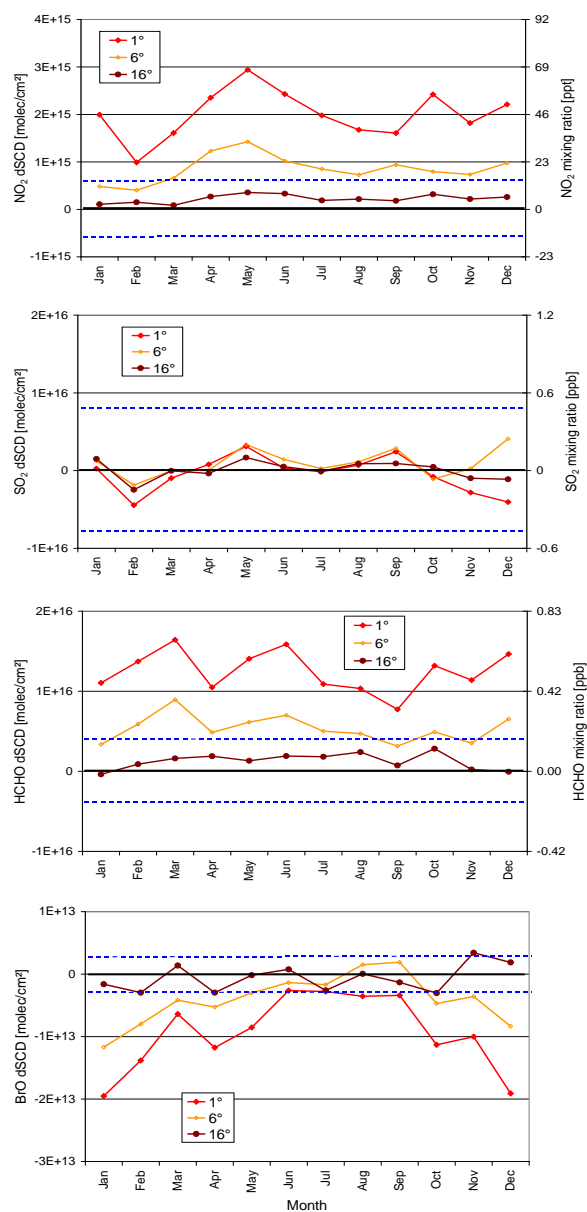 4E+15
3E+15
2E+15
1E+15
0
-1E+15
NO₂ dSCD [molec/cm²]
1°
6°
16°
92
69
46
23
0
-23
NO₂ mixing ratio [ppt]
Jan
Feb
Mar
Apr
May
Jun
Jul
Aug
Sep
Oct
Nov
Dec
2E+16
1E+16
0
-1E+16
SO₂ dSCD [molec/cm²]
1°
6°
16°
1.2
0.6
0
-0.6
SO₂ mixing ratio [ppb]
Jan
Feb
Mar
Apr
May
Jun
Jul
Aug
Sep
Oct
Nov
Dec
2E+16
1E+16
0
-1E+16
HCHO dSCD [molec/cm²]
1°
6°
16°
0.83
0.42
0.00
-0.42
HCHO mixing ratio [ppb]
Jan
Feb
Mar
Apr
May
Jun
Jul
Aug
Sep
Oct
Nov
Dec
1E+13
0
-1E+13
-2E+13
-3E+13
BrO dSCD [molec/cm²]
1°
6°
16°
Jan
Feb
Mar
Apr
May
Jun
Jul
Aug
Sep
Oct
Nov
Dec
Month